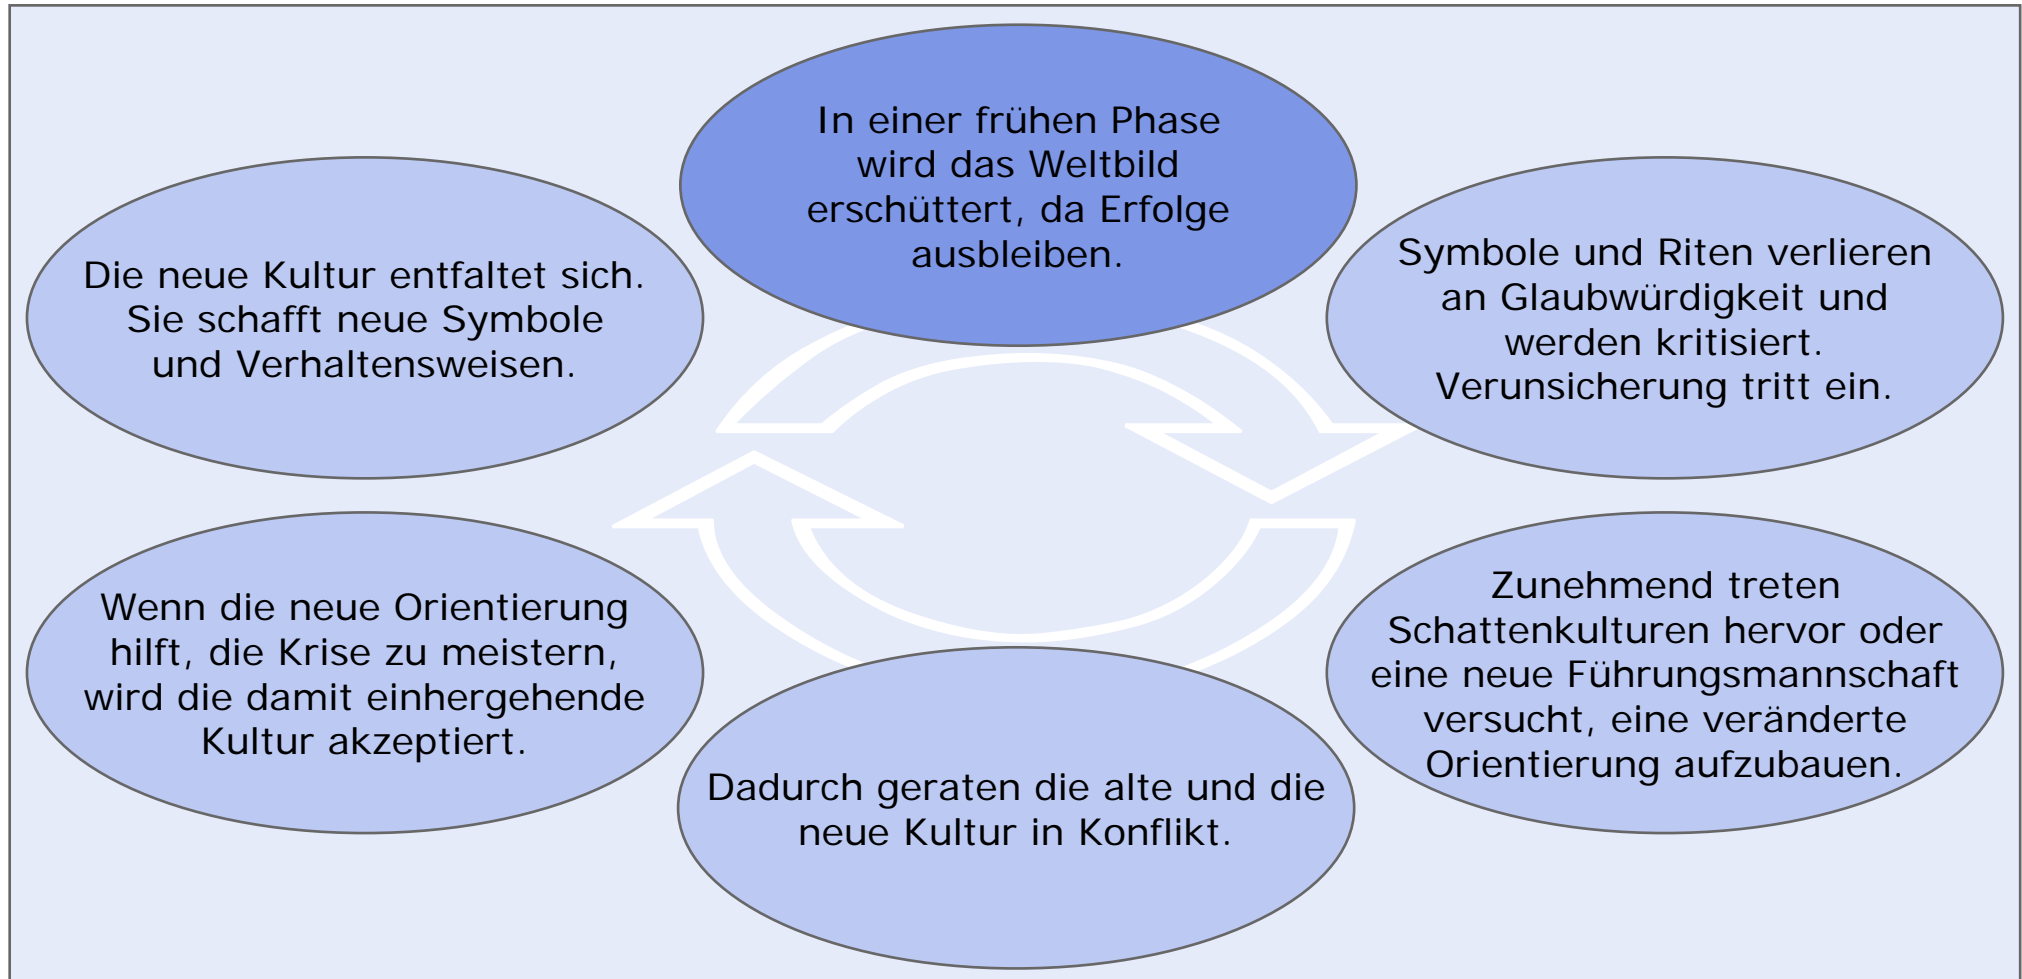 In einer frühen Phase
wird das Weltbild
erschüttert, da Erfolge
ausbleiben.
Symbole und Riten verlieren
an Glaubwürdigkeit und
werden kritisiert.
Verunsicherung tritt ein.
Zunehmend treten
Schattenkulturen hervor oder
eine neue Führungsmannschaft
versucht, eine veränderte
Orientierung aufzubauen.
Dadurch geraten die alte und die
neue Kultur in Konflikt.
Wenn die neue Orientierung
hilft, die Krise zu meistern,
wird die damit einhergehende
Kultur akzeptiert.
Die neue Kultur entfaltet sich.
Sie schafft neue Symbole
und Verhaltensweisen.